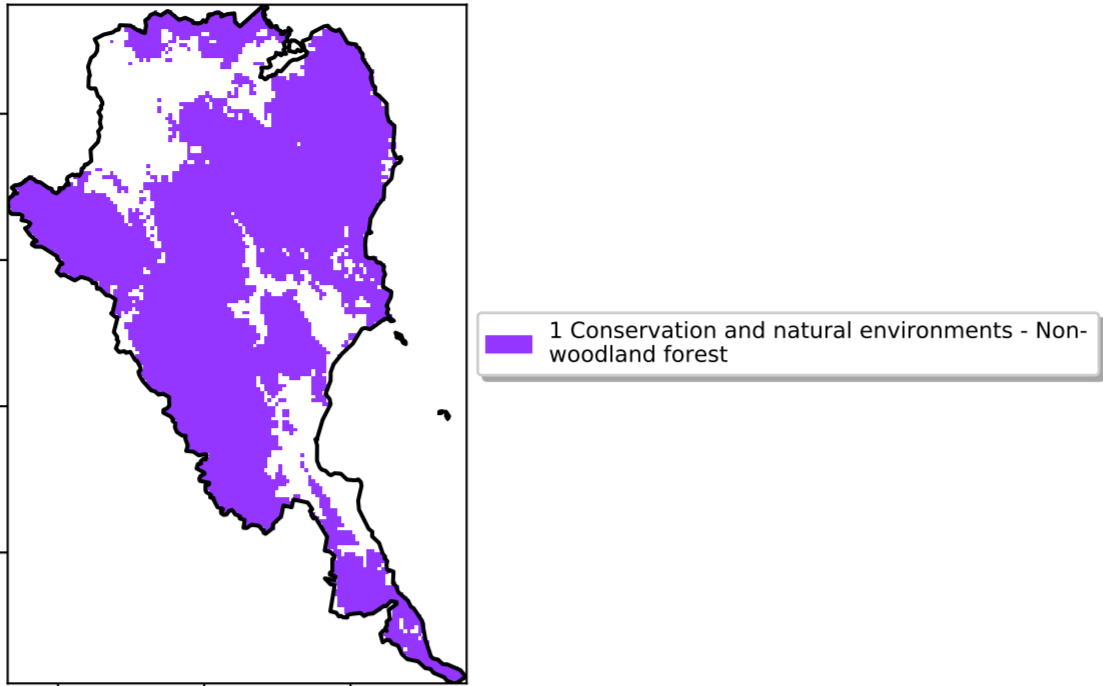 1 Conservation and natural environments - Non-
woodland forest